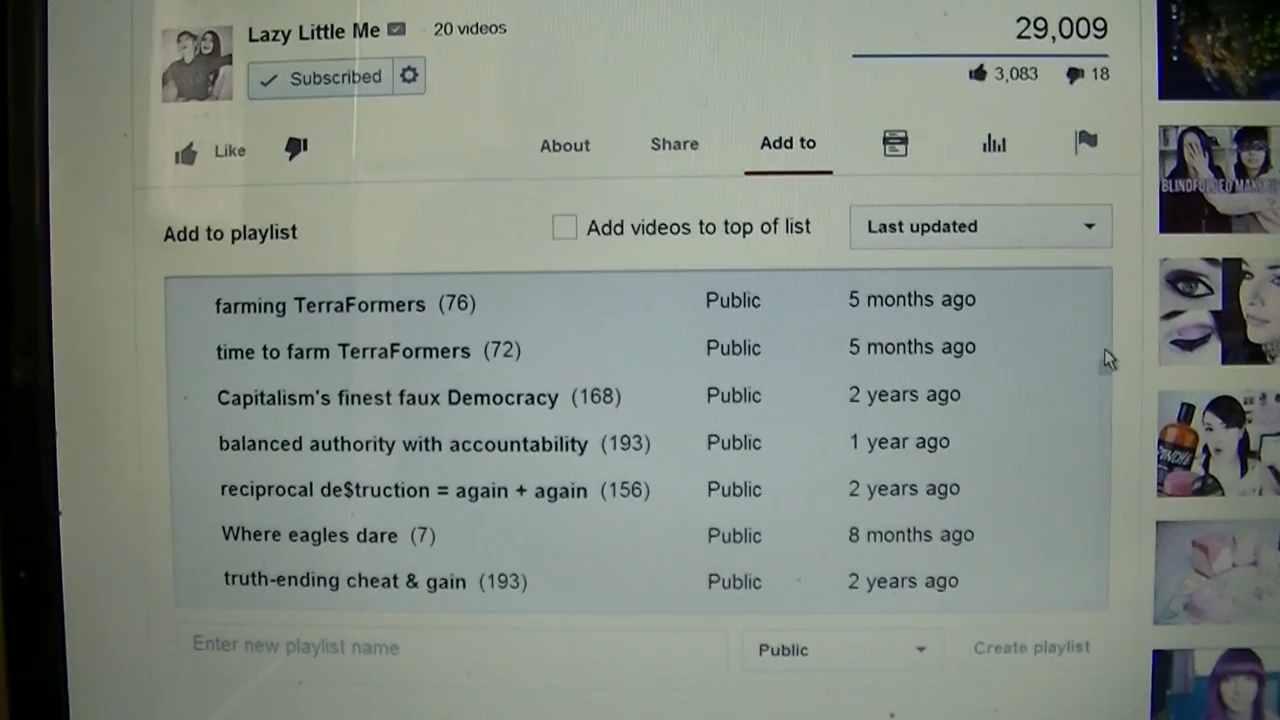 Lazy Little Me 20 videos
29,009
Subscribed
3,083 18
Like
About Share Add to
Add to playlist
Add videos to top of list
Last updated
farming TerraFormers (76) Public 5 months ago
time to farm TerraFormers (72) Public 5 months ago
Capitalism's finest faux Democracy (168) Public 2 years ago
balanced authority with accountability (193) Public 1 year ago
reciprocal de$truction = again + again (156) Public 2 years ago
Where eagles dare (7) Public 8 months ago
truth-ending cheat & gain (193) Public 2 years ago
Enter new playlist name
Public
Create playlist
BLINDFOLDED